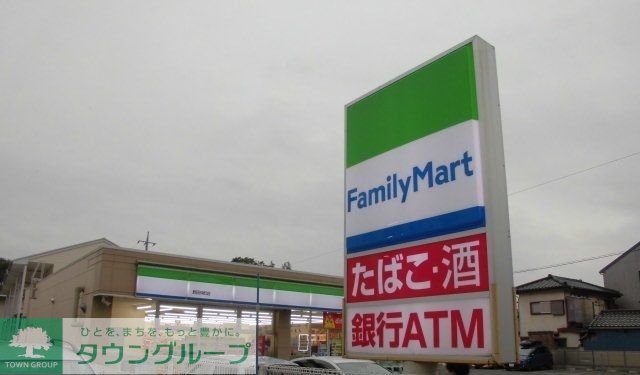 FamilyMart
たばこ・酒
銀行ATM
ひとを、まちを、もっと豊かに。
タウングループ
TOWN GROUP